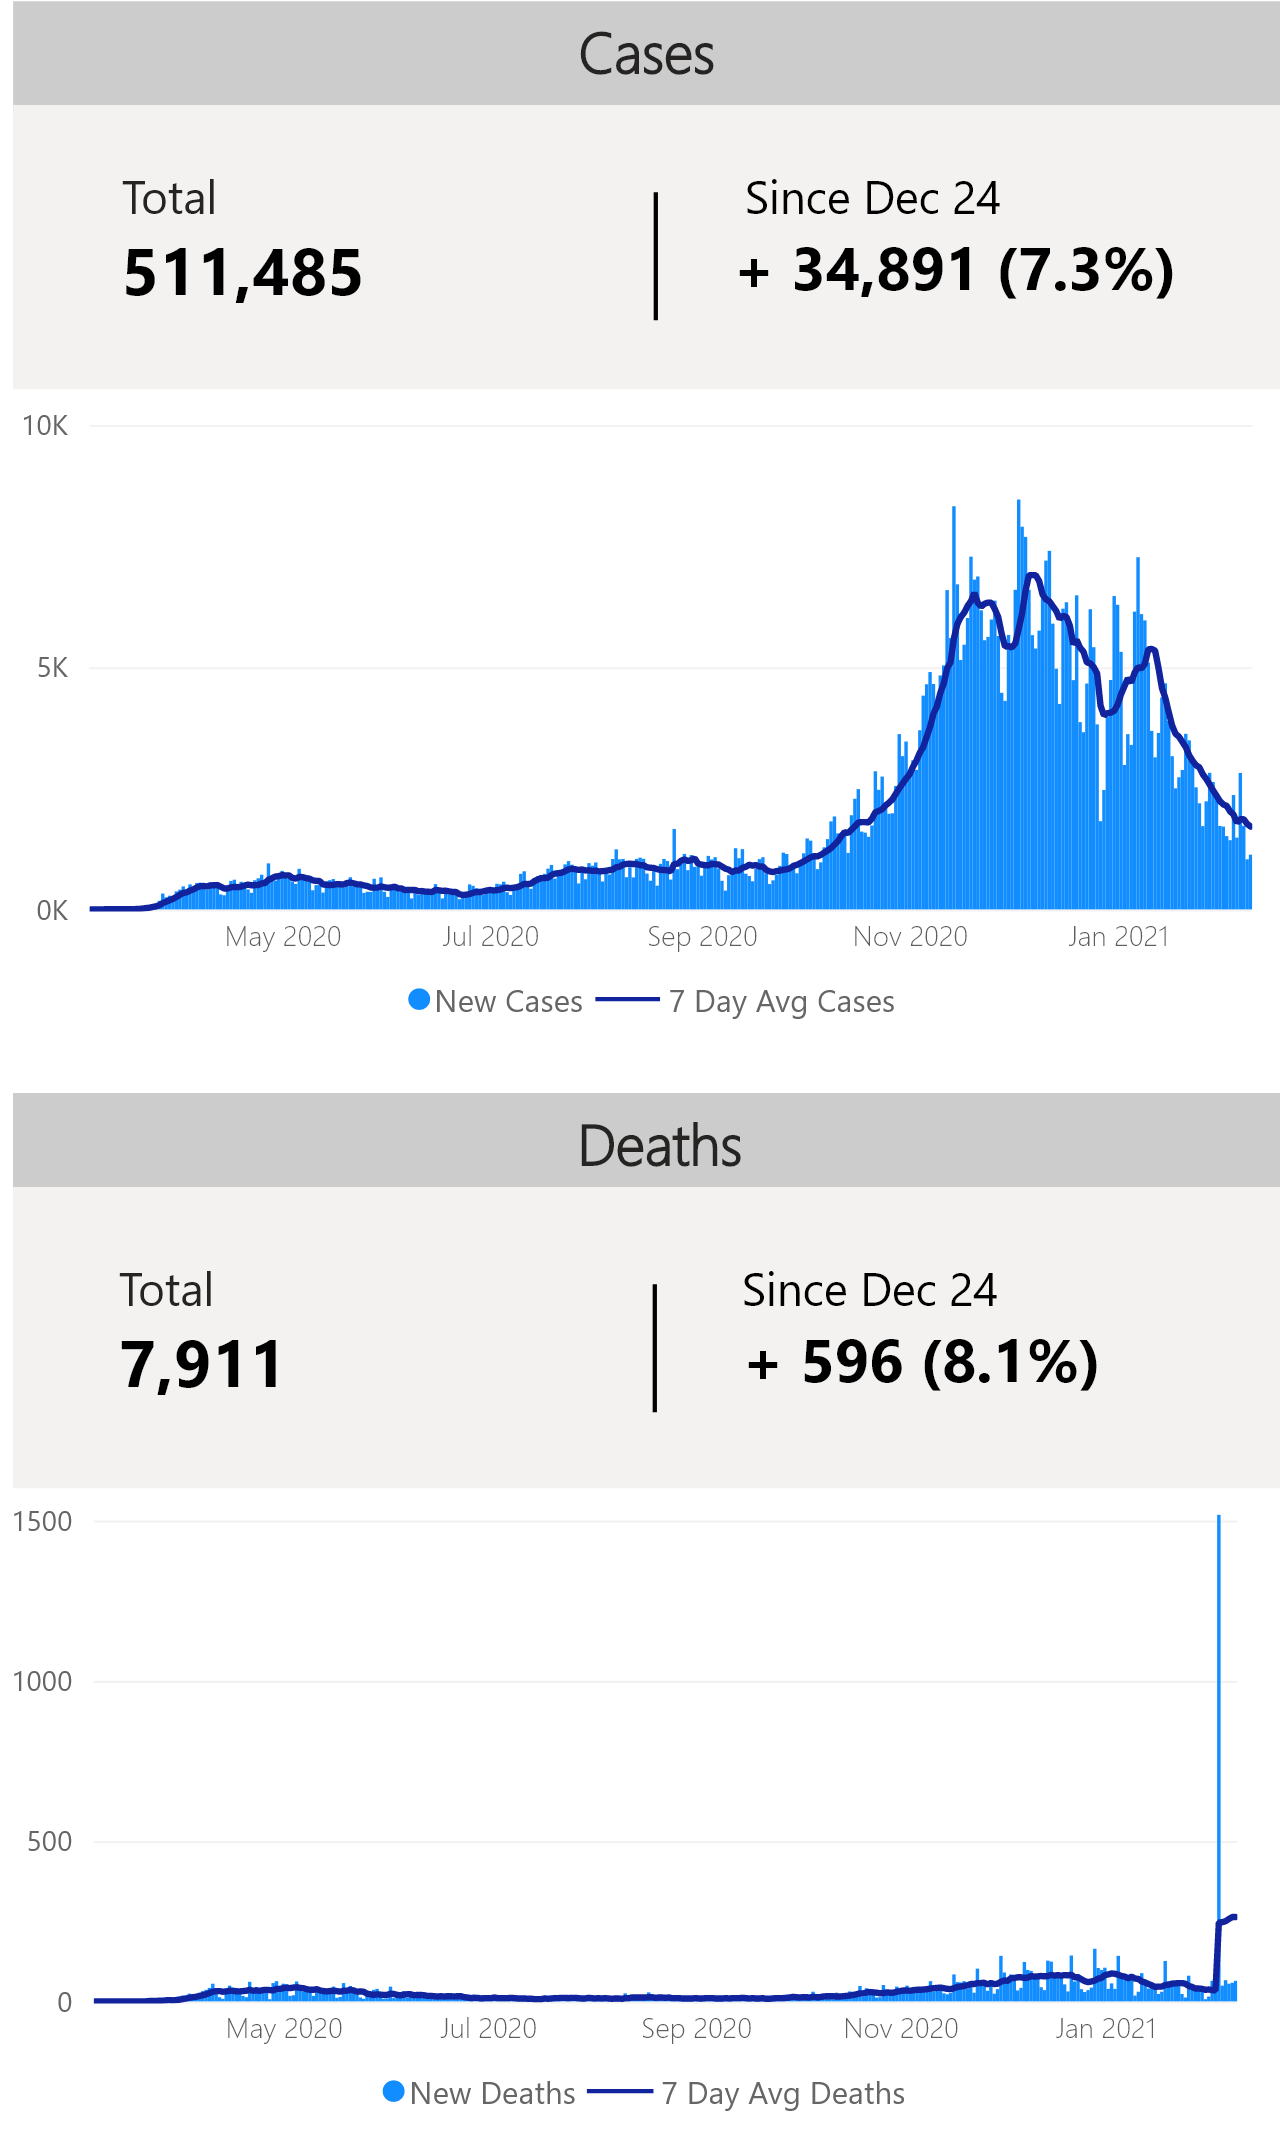 Cases
Total
Since Dec 24
511,485
+ 34,891 (7.3%)
10K
5K
0K
May 2020
Jul 2020
Sep 2020
Nov 2020
Jan 2021
New Cases
7 Day Avg Cases
Deaths
Total
Since Dec 24
7,911
+ 596 (8.1%)
1500
1000
500
0
May 2020
Jul 2020
Sep 2020
Nov 2020
Jan 2021
New Deaths
7 Day Avg Deaths